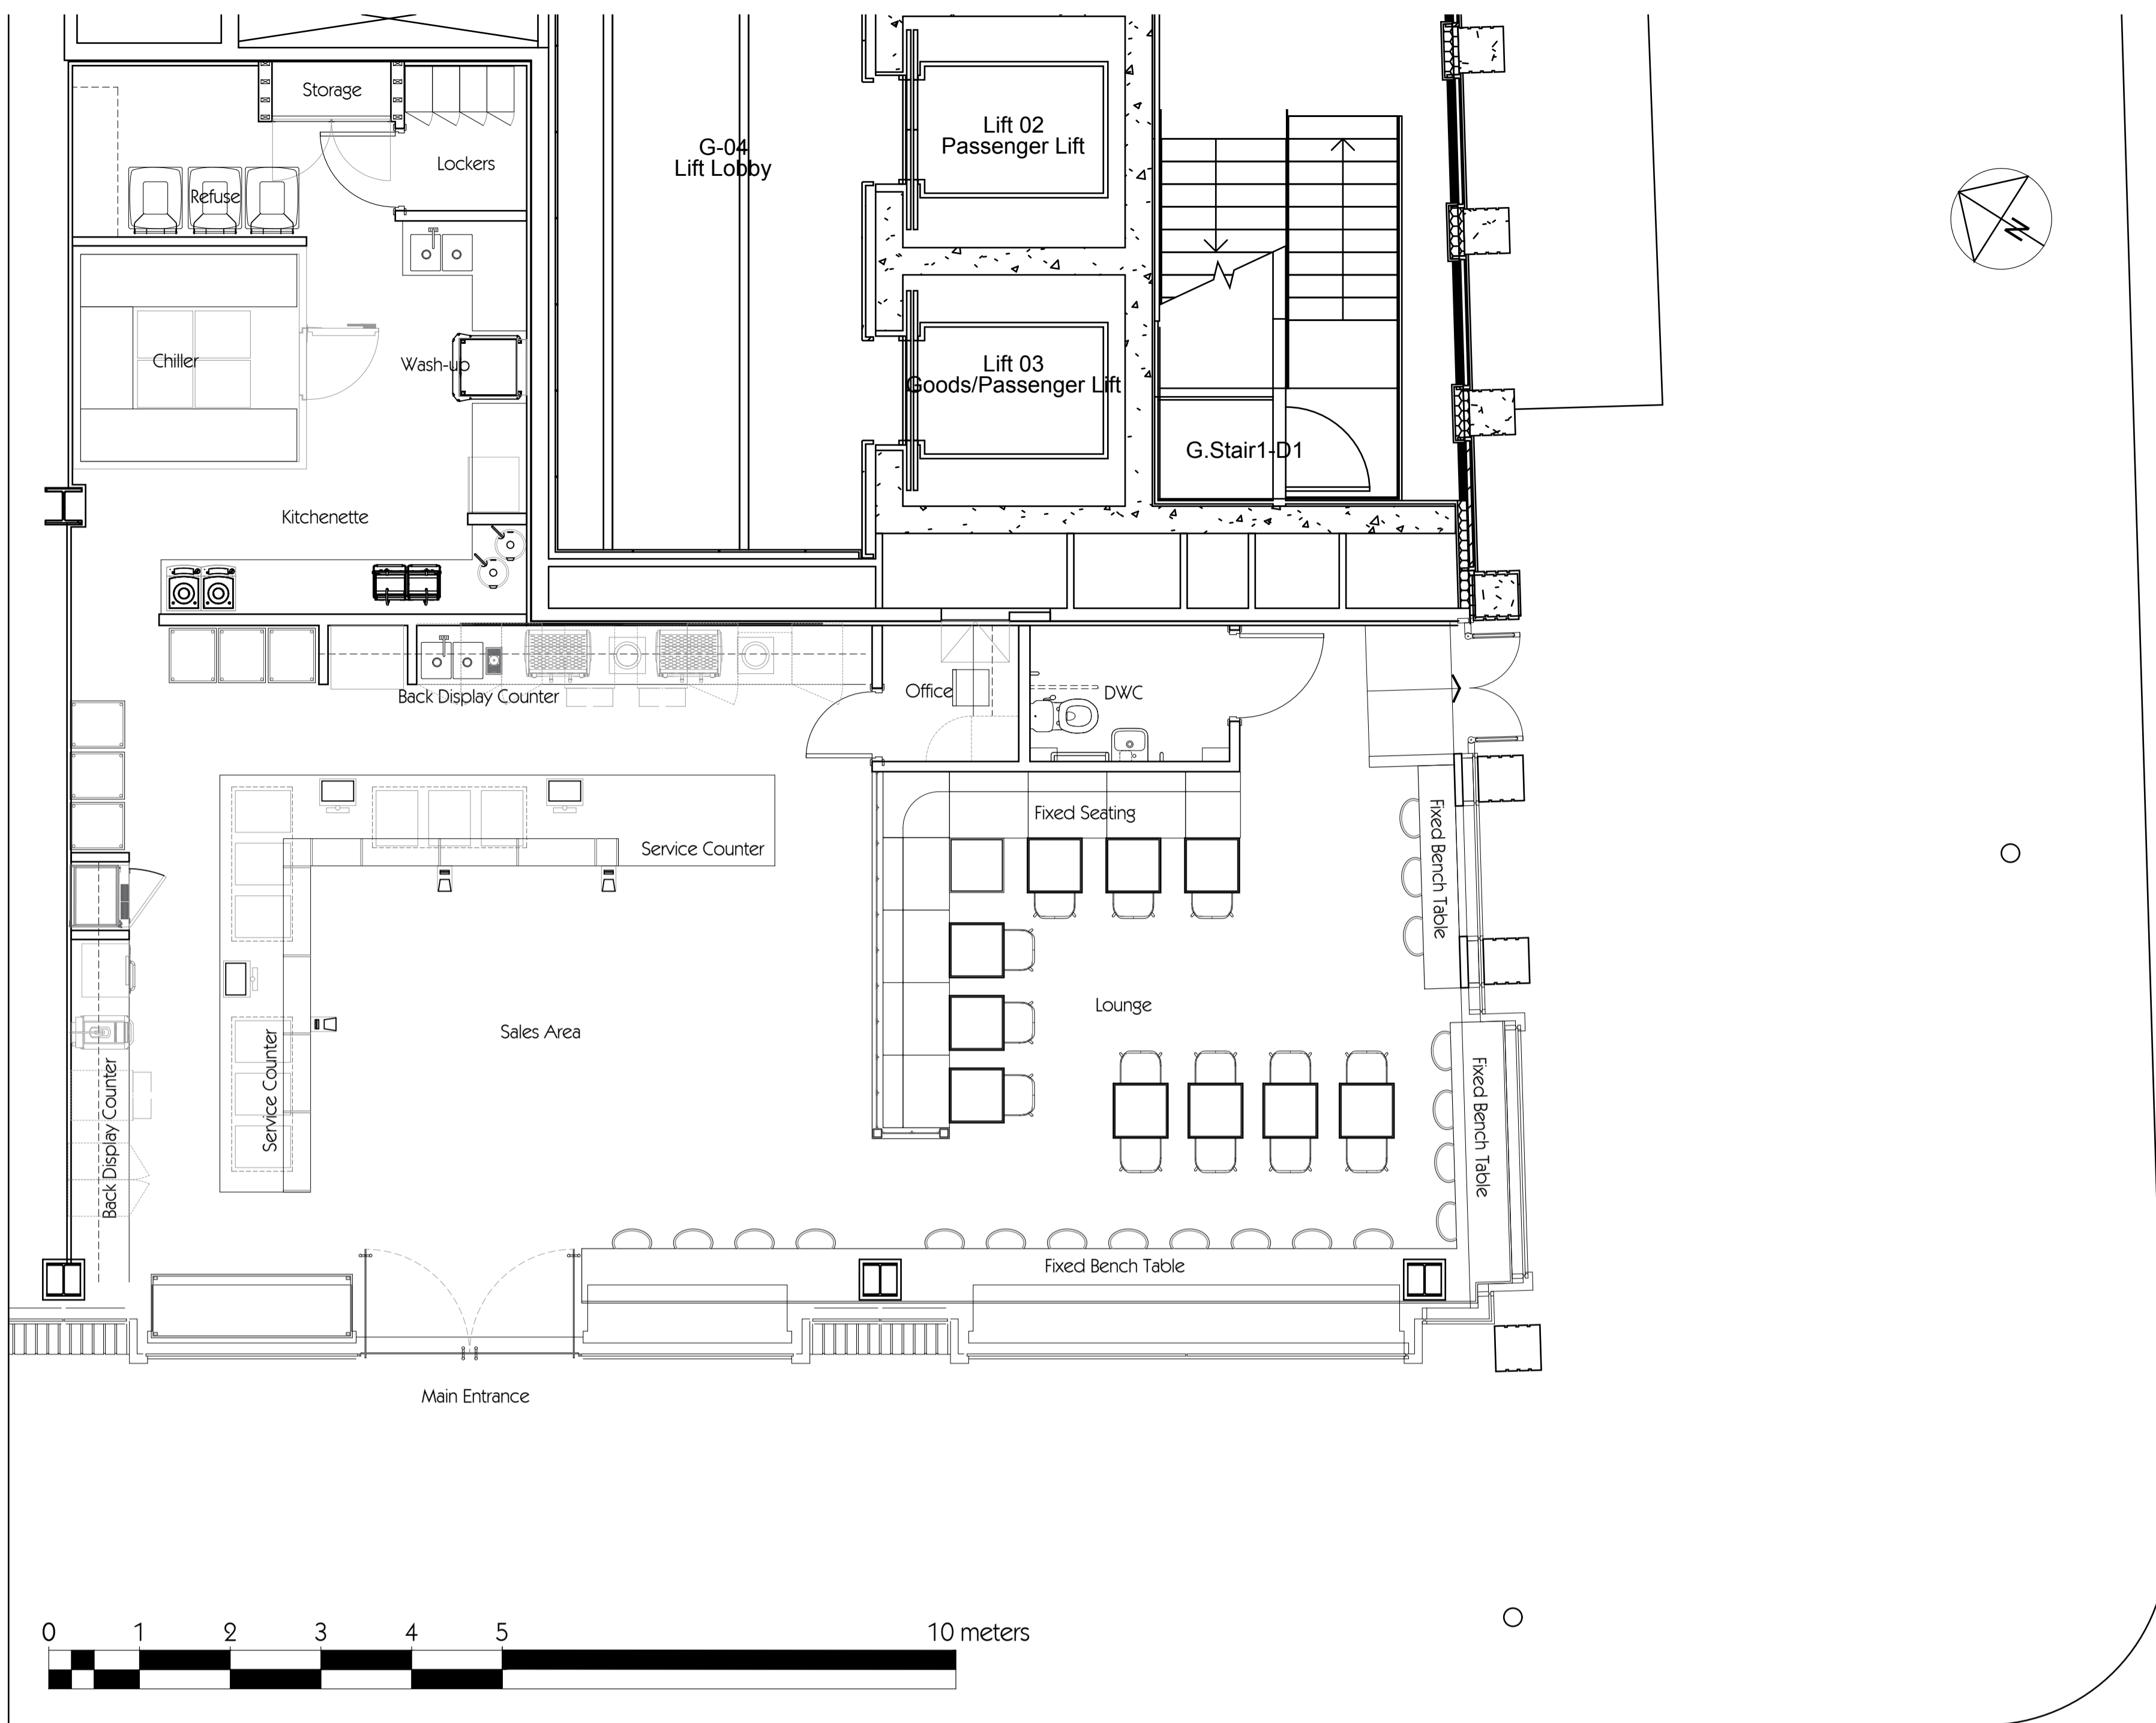 Storage
Lockers
Refuse
G-04
Lift Lobby
Lift 02
Passenger Lift
N
Chiller
Wash-up
Lift 03
Goods/Passenger Lift
G.Stair1-D1
Kitchenette
Back Display Counter
Office
DWC
Fixed Seating
Service Counter
Fixed Bench Table
Lounge
Sales Area
Service Counter
Back Display Counter
Fixed Bench Table
Fixed Bench Table
Main Entrance
0 1 2 3 4 5 10 meters